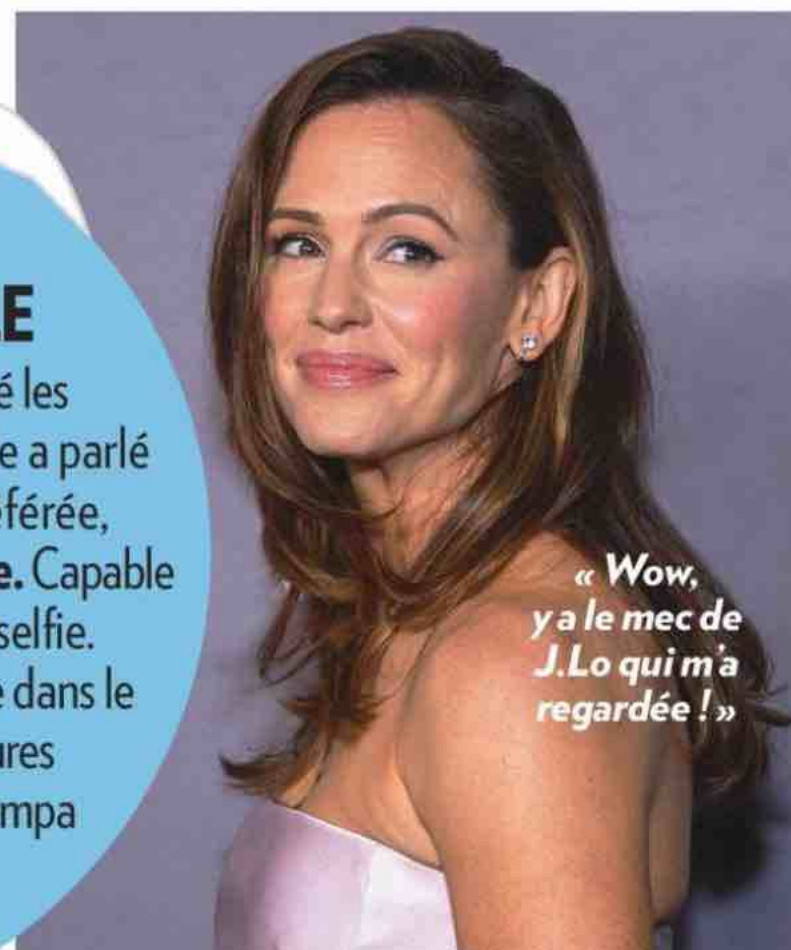 E
é les
e a parlé
éférée,
e. Capable
selfie.
e dans le
ures
mpa
« Wow,
y a le mec de
J.Lo qui m'a
regardée ! »